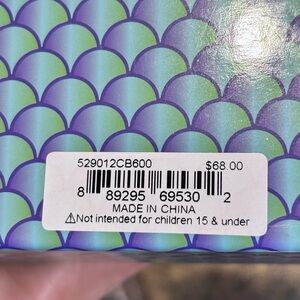 529012CB600 $68.00
8 89295 69530 2
MADE IN CHINA
⚠Not intended for children 15 & under